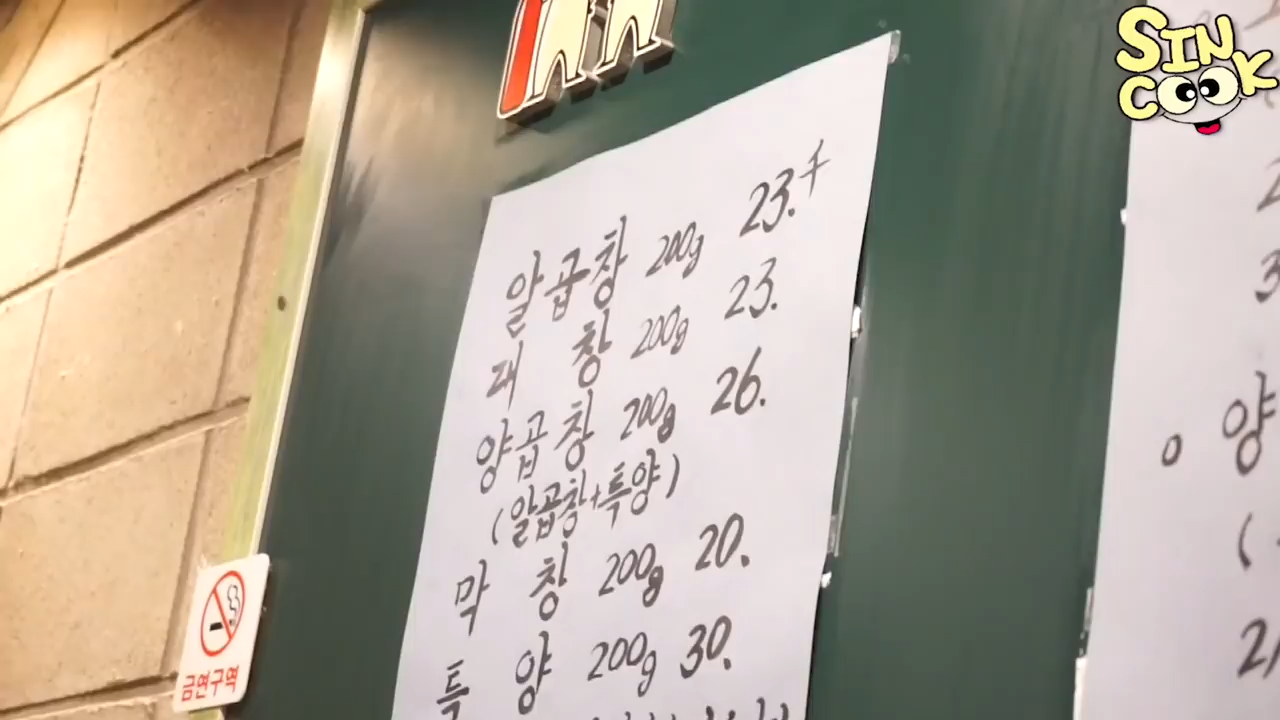 SIN
COOK
알곱창 200g 23.千
대 창 200g 23.
양곱창 200g 26.
(알곱창+특양)
막 창 200g 20.
특 양 200g 30.
금연구역
양
(